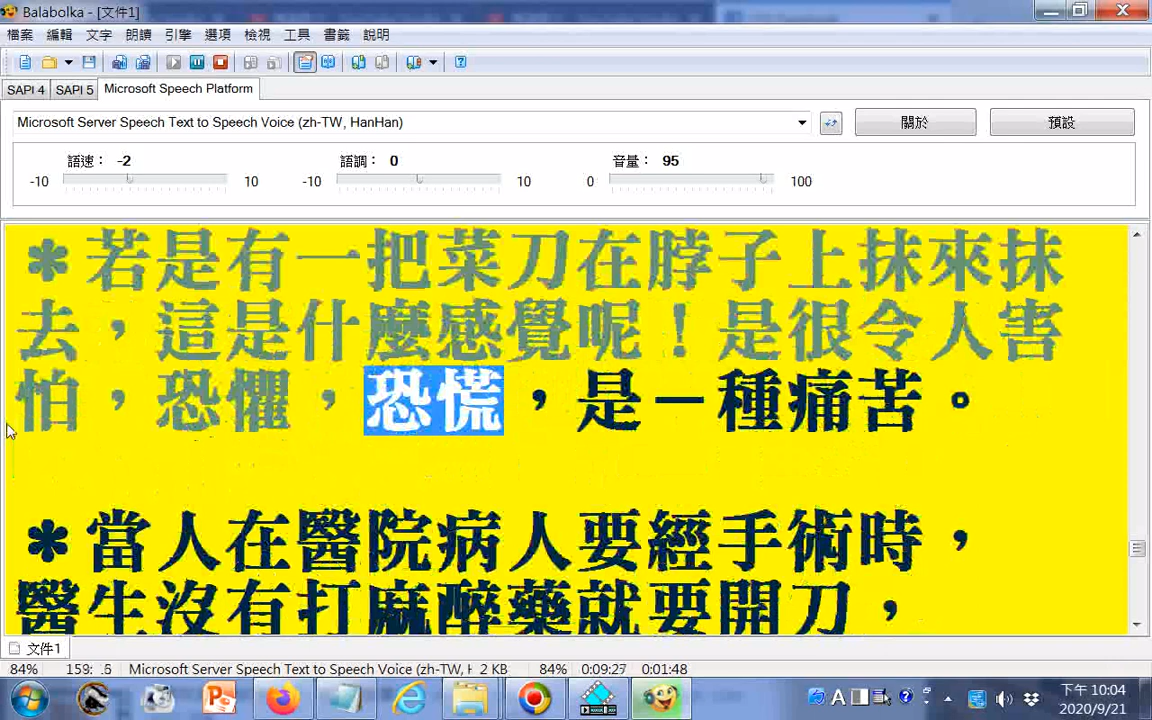 Balabolka - [文件1]
檔案 編輯 文字 朗讀 引擎 選項 檢視 工具 書籤 說明
SAPI 4 SAPI 5 Microsoft Speech Platform
Microsoft Server Speech Text to Speech Voice (zh-TW, HanHan) 關於 預設
語速： -2 語調： 0 音量： 95
-10 10 -10 10 0 100
＊若是有一把菜刀在脖子上抹來抹
去，這是什麼感覺呢！是很令人害
怕，恐懼，恐慌，是一種痛苦。
＊當人在醫院病人要經手術時，
醫生沒有打麻醉藥就要開刀，
文件1
84% 159: .6 Microsoft Server Speech Text to Speech Voice (zh-TW, H 2 KB 84% 0:09:27 0:01:48
下午 10:04
2020/9/21